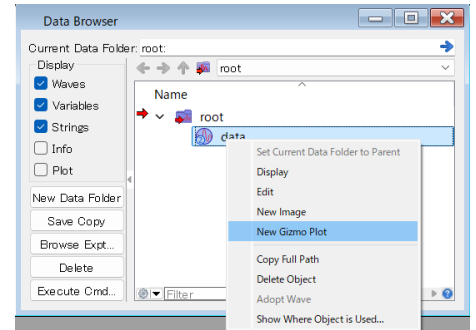 Data Browser
Current Data Folder: root:
Display
Waves
Variables
Strings
Info
Plot
New Data Folder
Save Copy
Browse Expt...
Delete
Execute Cmd...
root
Name
root
data
Set Current Data Folder to Parent
Display
Edit
New Image
New Gizmo Plot
Copy Full Path
Delete Object
Adopt Wave
Show Where Object is Used...
Filter